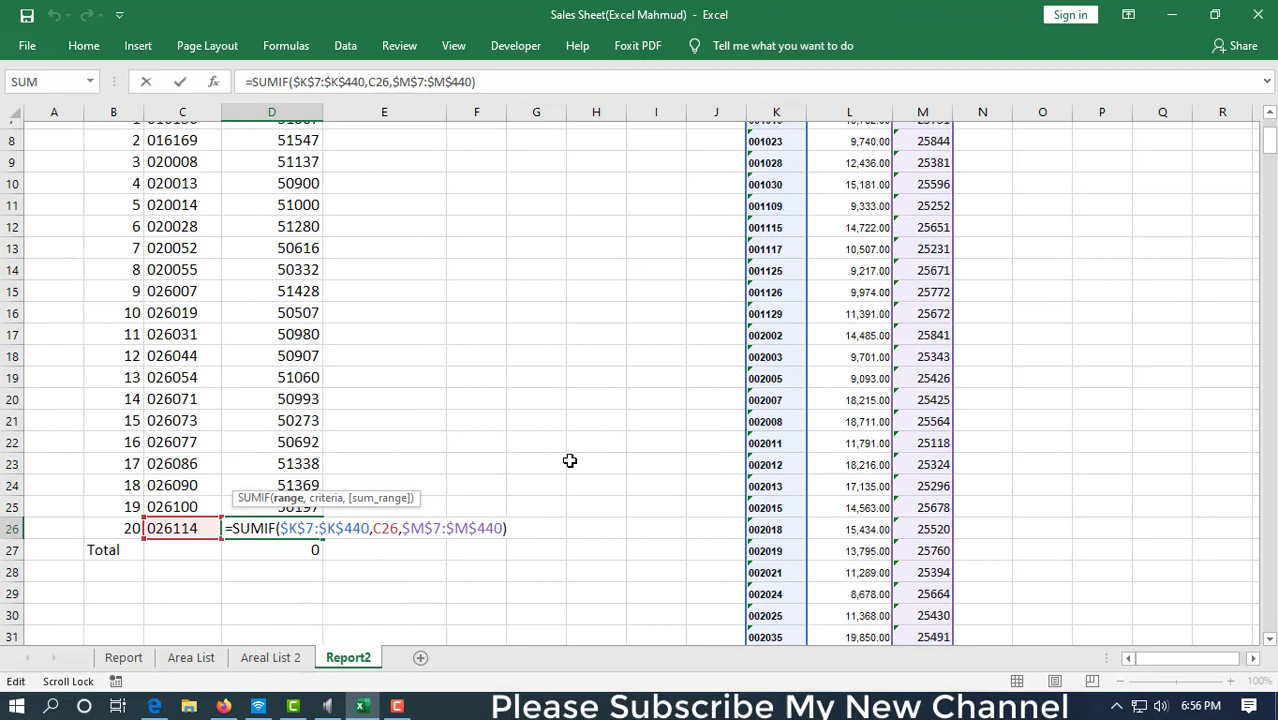 Sales Sheet(Excel Mahmud) - Excel
Sign in
File Home Insert Page Layout Formulas Data Review View Developer Help Foxit PDF Tell me what you want to do Share
SUM fx =SUMIF($K$7:$K$440,C26,$M$7:$M$440)
A B C D E F G H I J K L M N O P Q R
8 2 016169 51547 001023 9,740.00 25844
9 3 020008 51137 001028 12,436.00 25381
10 4 020013 50900 001030 15,181.00 25596
11 5 020014 51000 001109 9,333.00 25252
12 6 020028 51280 001115 14,722.00 25651
13 7 020052 50616 001117 10,507.00 25231
14 8 020055 50332 001125 9,217.00 25671
15 9 026007 51428 001126 9,974.00 25772
16 10 026019 50507 001129 11,391.00 25672
17 11 026031 50980 002002 14,485.00 25841
18 12 026044 50907 002003 9,701.00 25343
19 13 026054 51060 002005 9,093.00 25426
20 14 026071 50993 002007 18,215.00 25425
21 15 026073 50273 002008 18,711.00 25564
22 16 026077 50692 002011 11,791.00 25118
23 17 026086 51338 002012 18,216.00 25324
24 18 026090 51369 002013 17,135.00 25486
SUMIF(range, criteria, [sum_range])
25 19 026100 002015 14,563.00 25678
26 20 026114 =SUMIF($K$7:$K$440,C26,$M$7:$M$440) 002018 15,434.00 25520
27 Total 0 002019 13,795.00 25760
28 002021 11,289.00 25394
29 002024 8,678.00 25664
30 002025 11,368.00 25430
31 002035 19,850.00 25491
Report Area List Areal List 2 Report2
Edit Scroll Lock 100%
Please Subscribe My New Channel 6:56 PM